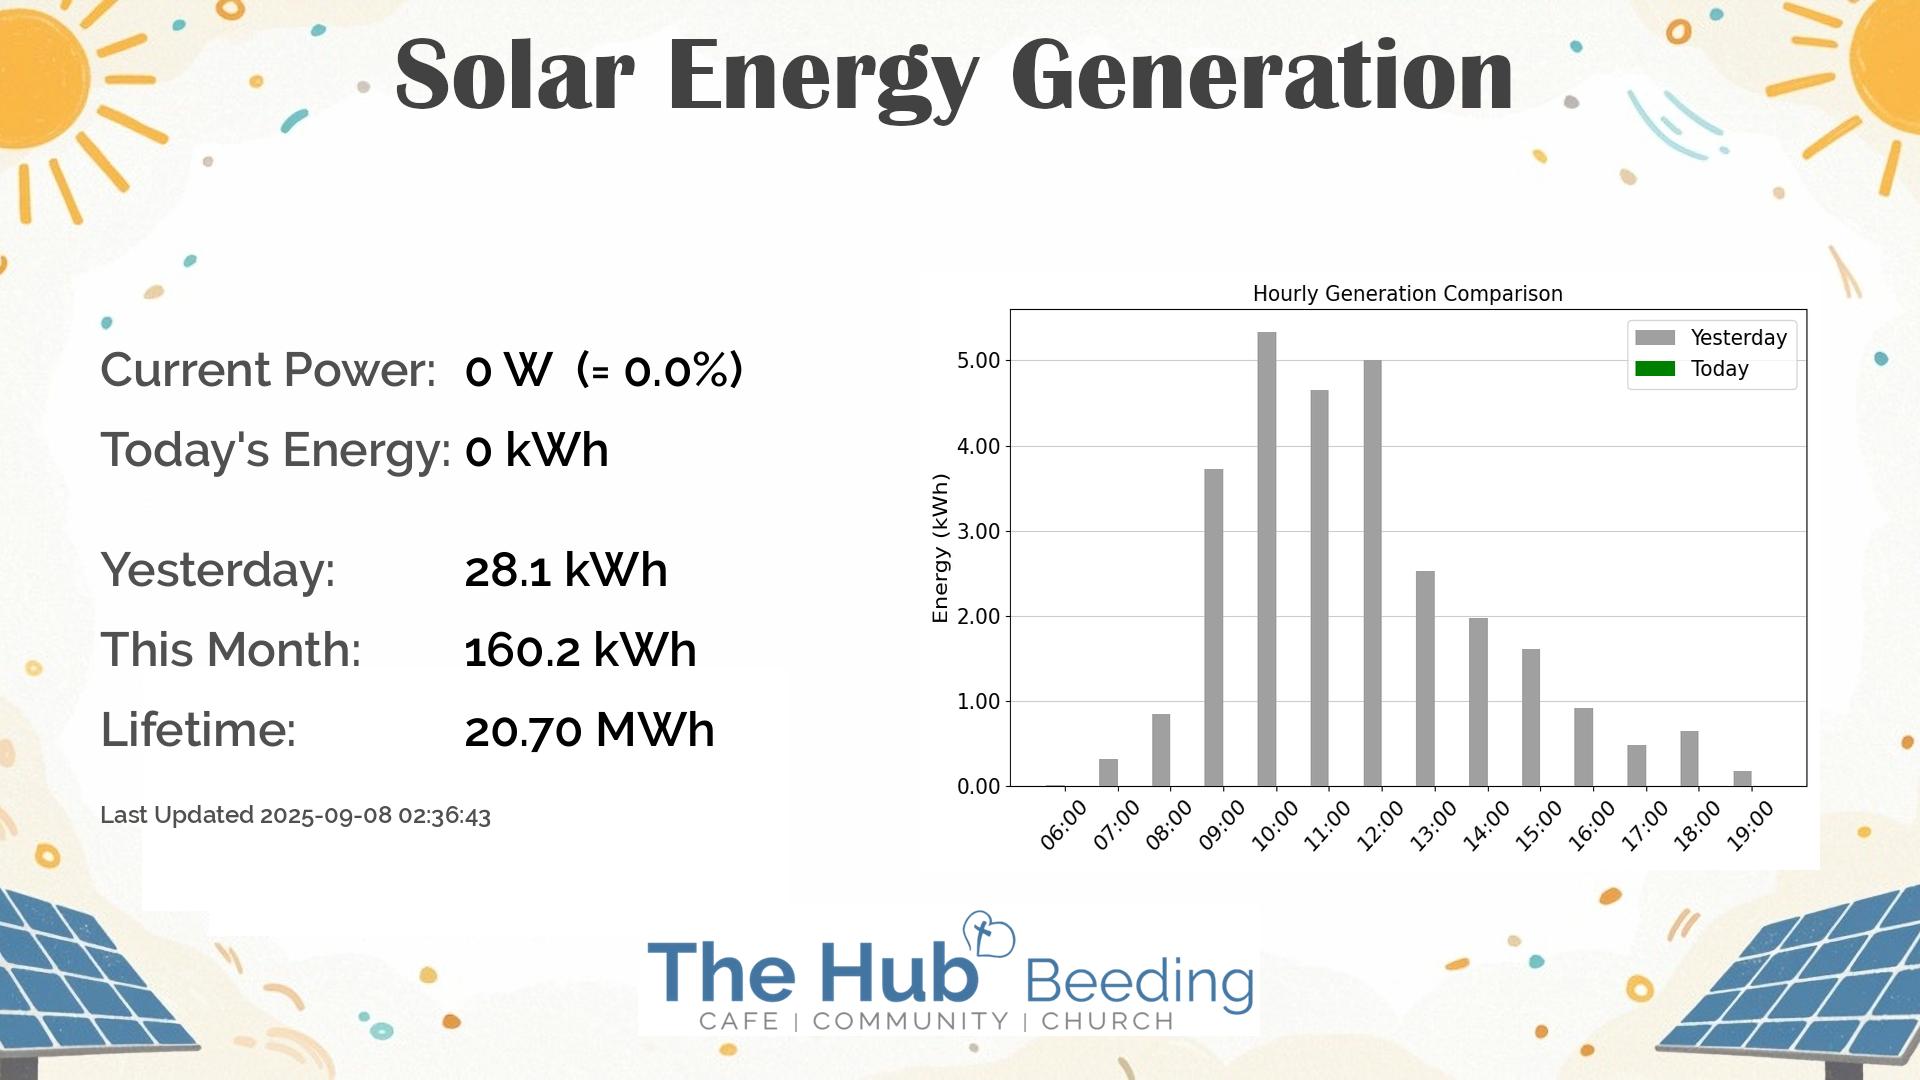 Solar Energy Generation
Current Power: 0 W (= 0.0%)
Today's Energy: 0 kWh
Yesterday: 28.1 kWh
This Month: 160.2 kWh
Lifetime: 20.70 MWh
Last Updated 2025-09-08 02:36:43
Hourly Generation Comparison
Yesterday
Today
Energy (kWh)
5.00
4.00
3.00
2.00
1.00
0.00
06:00 07:00 08:00 09:00 10:00 11:00 12:00 13:00 14:00 15:00 16:00 17:00 18:00 19:00
The Hub Beeding
CAFE | COMMUNITY | CHURCH